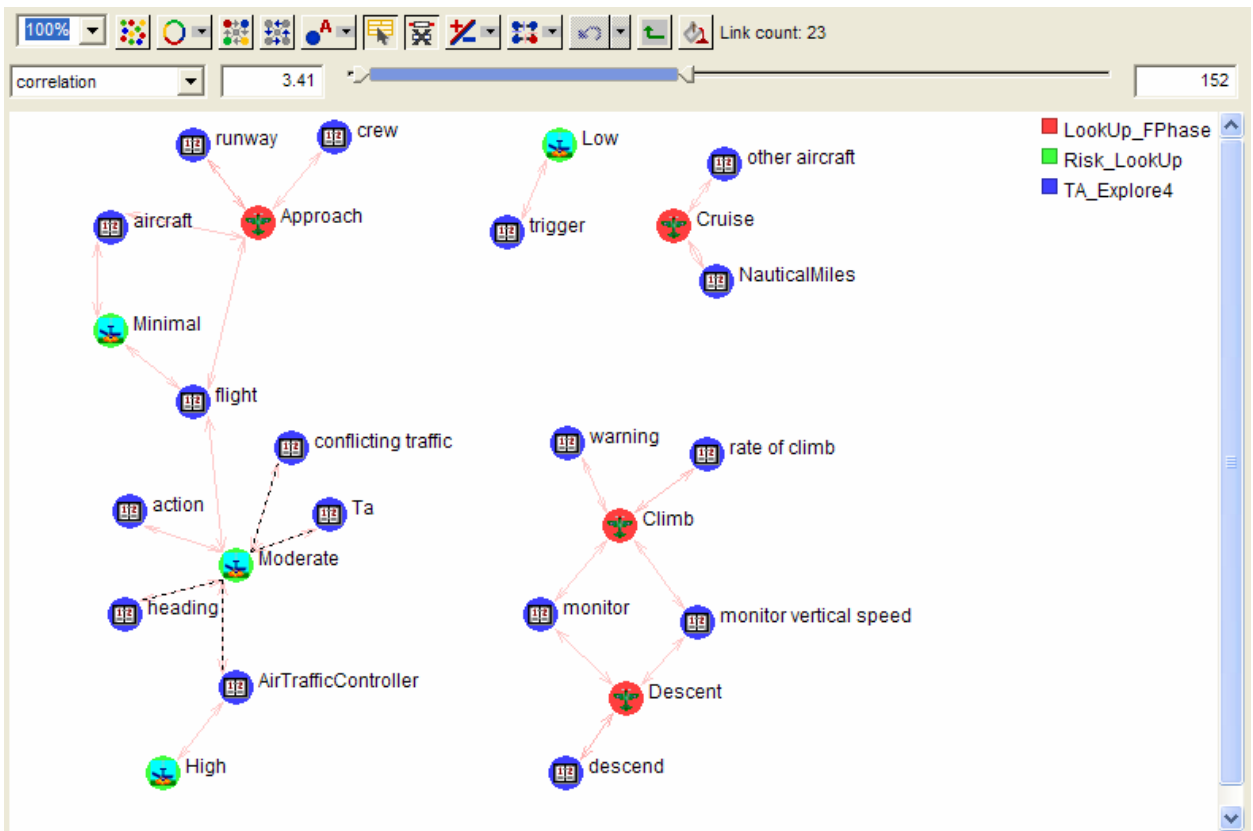 100%
A
Link count: 23
correlation
3.41
152
LookUp_FPhase
Risk_LookUp
TA_Explore4
runway
crew
Low
other aircraft
aircraft
Approach
trigger
Cruise
NauticalMiles
Minimal
flight
conflicting traffic
warning
rate of climb
action
Ta
Climb
Moderate
heading
monitor
monitor vertical speed
AirTrafficController
Descent
High
descend